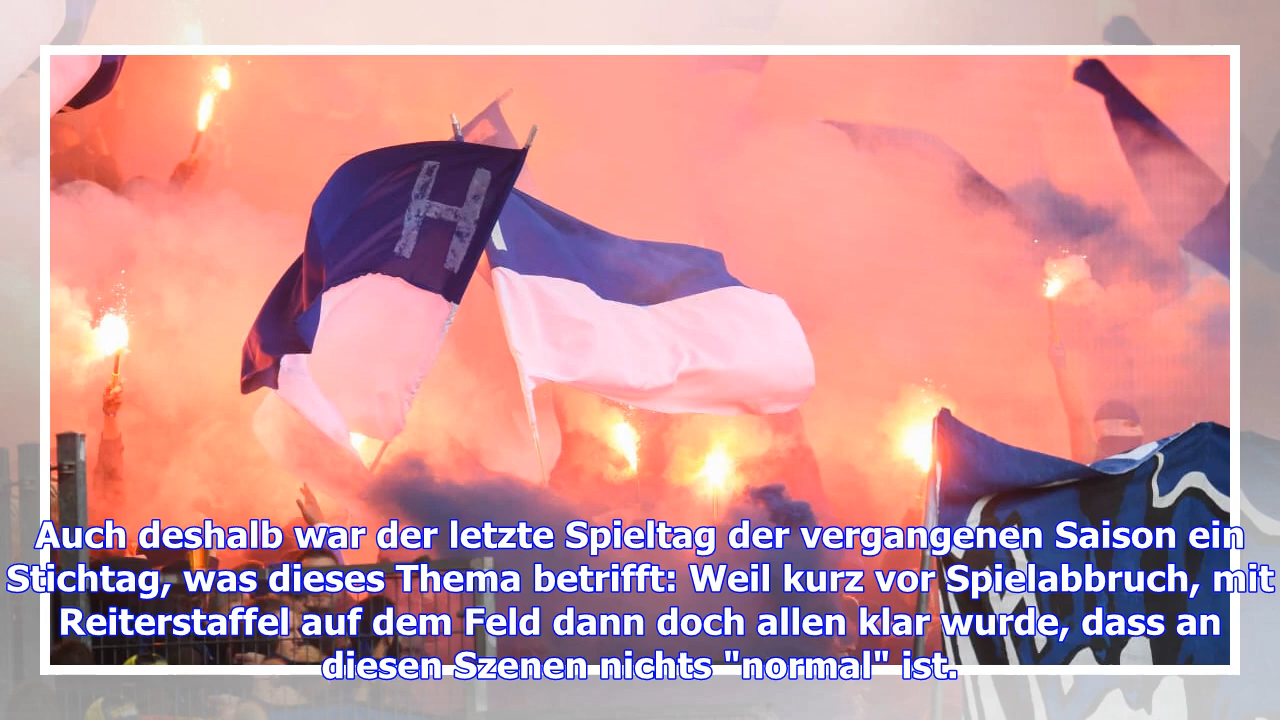 H
Auch deshalb war der letzte Spieltag der vergangenen Saison ein
Stichtag, was dieses Thema betrifft: Weil kurz vor Spielabbruch, mit
Reiterstaffel auf dem Feld dann doch allen klar wurde, dass an
diesen Szenen nichts "normal" ist.